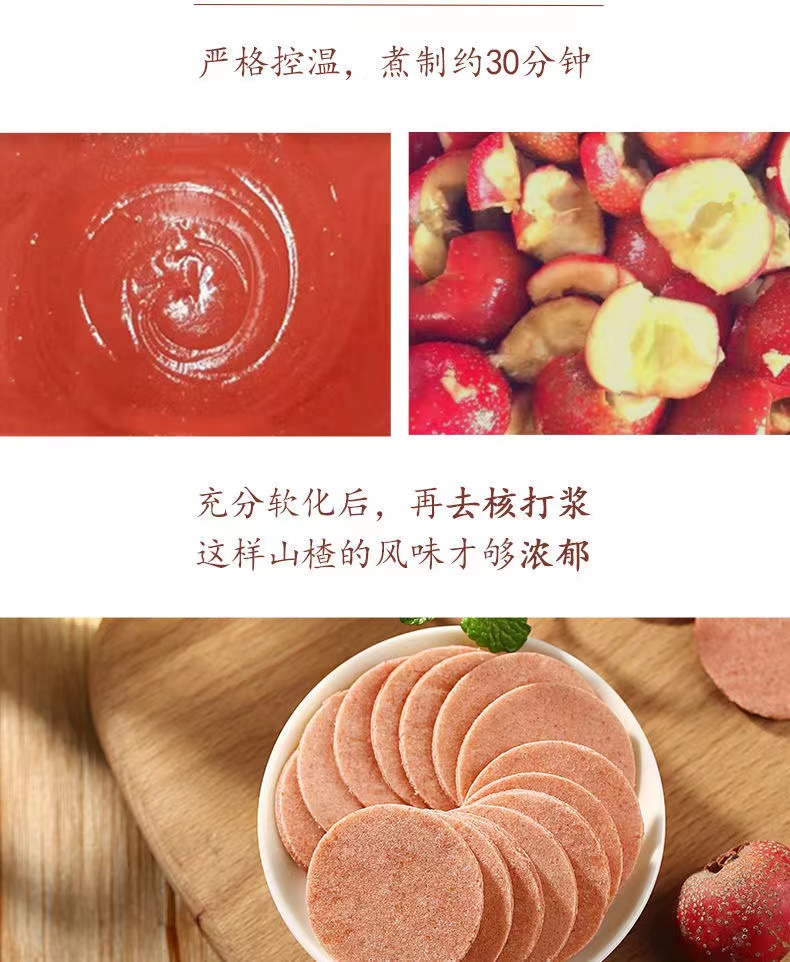 严格控温，煮制约30分钟
充分软化后，再去核打浆
这样山楂的风味才够浓郁